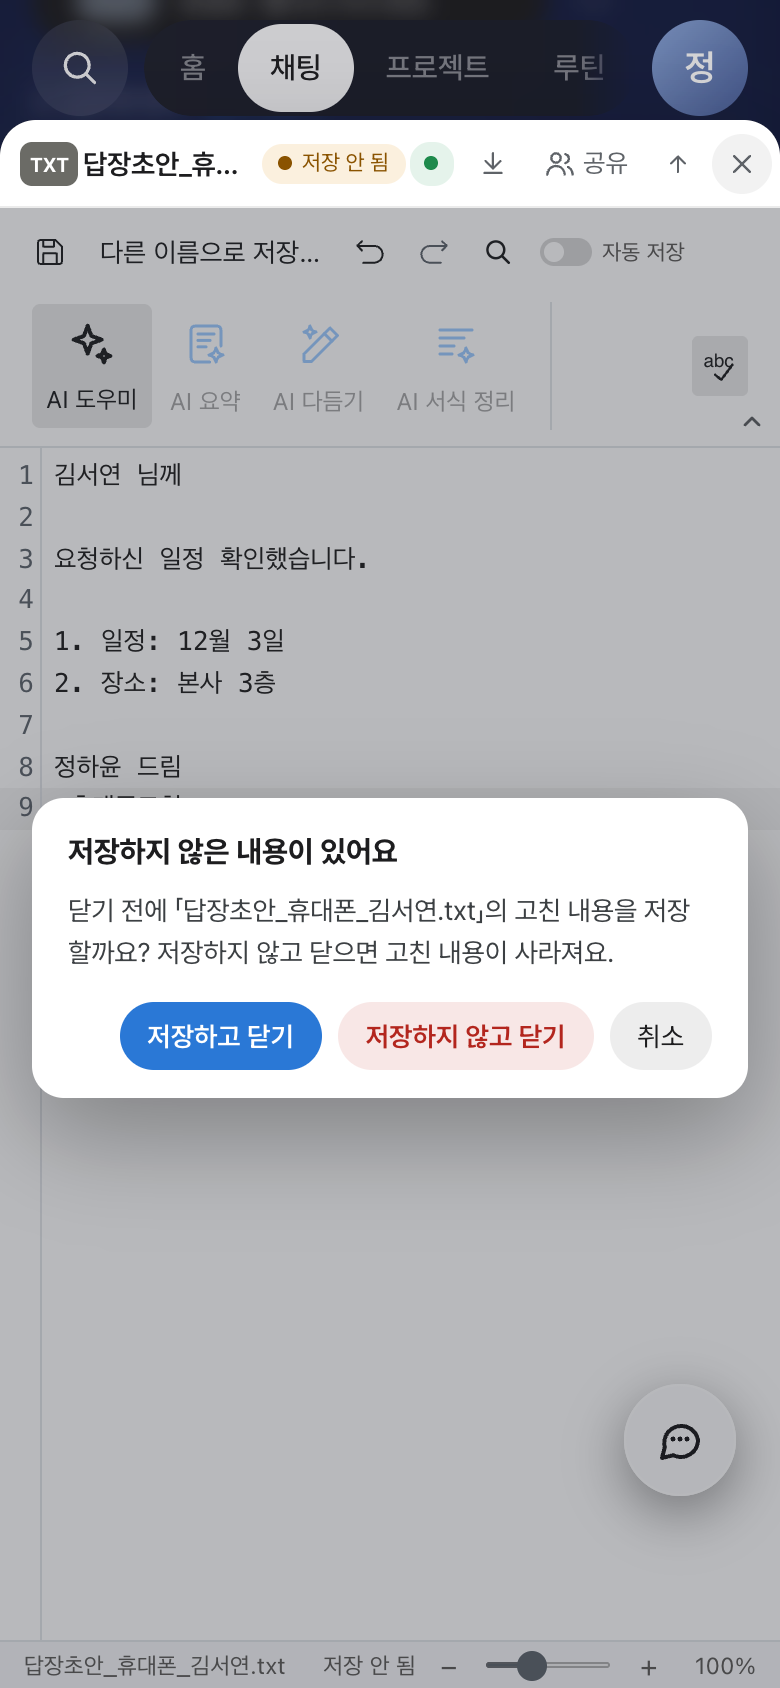 홈 채팅 프로젝트 루틴 정
TXT 답장초안_휴... 저장 안 됨 공유
다른 이름으로 저장... 자동 저장
abc
AI 도우미 AI 요약 AI 다듬기 AI 서식 정리
1 김서연 님께
2
3 요청하신 일정 확인했습니다.
4
5 1. 일정: 12월 3일
6 2. 장소: 본사 3층
7
8 정하윤 드림
9
저장하지 않은 내용이 있어요
닫기 전에 「답장초안_휴대폰_김서연.txt」의 고친 내용을 저장
할까요? 저장하지 않고 닫으면 고친 내용이 사라져요.
저장하고 닫기 저장하지 않고 닫기 취소
답장초안_휴대폰_김서연.txt 저장 안 됨 − + 100%